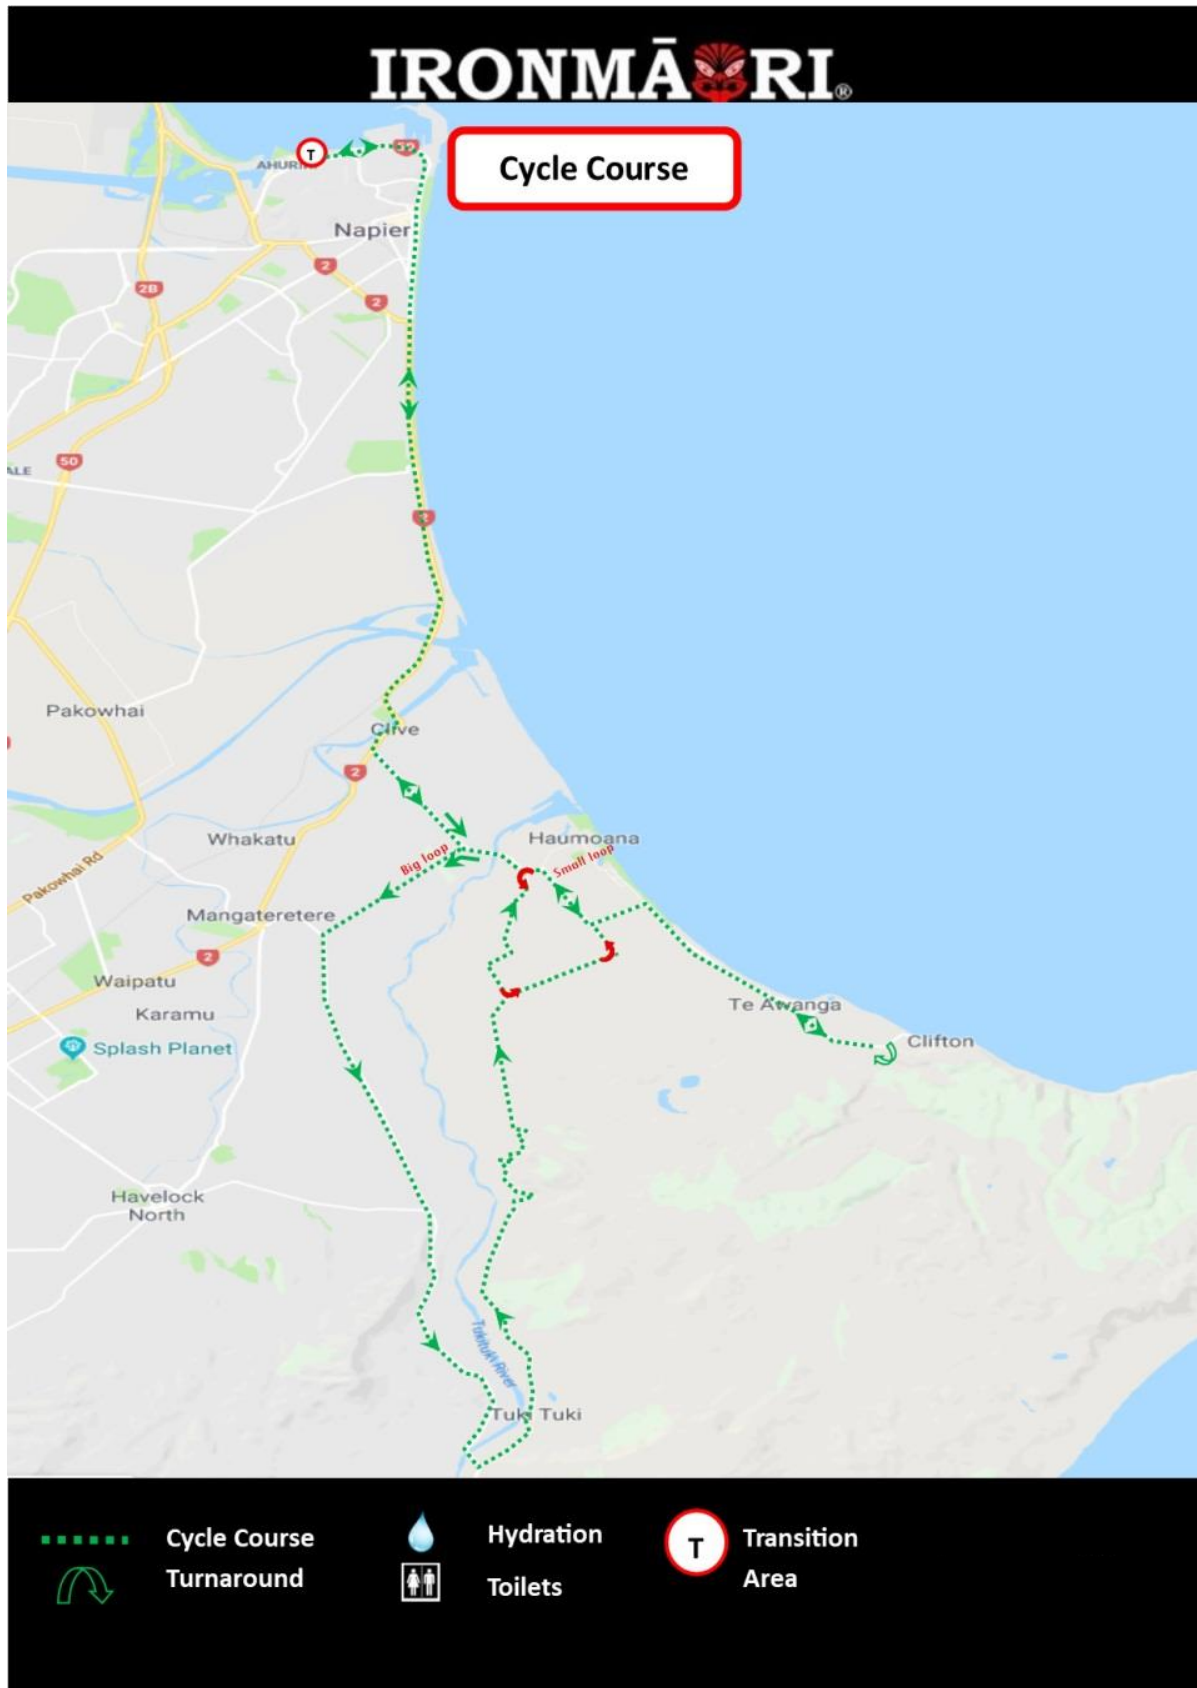 IRONMĀORI®
Cycle Course
T
Napier
2
2B
2
50
2
Pakowhai
Clive
2
Whakatu
Haumoana
Big loop
Small loop
Pakowhai Rd
Mangateretere
2
Waipatu
Te Awanga
Karamu
Splash Planet
Clifton
Havelock
North
Tukituki River
Tuki Tuki
Cycle Course
Hydration
T
Transition
Turnaround
Toilets
Area